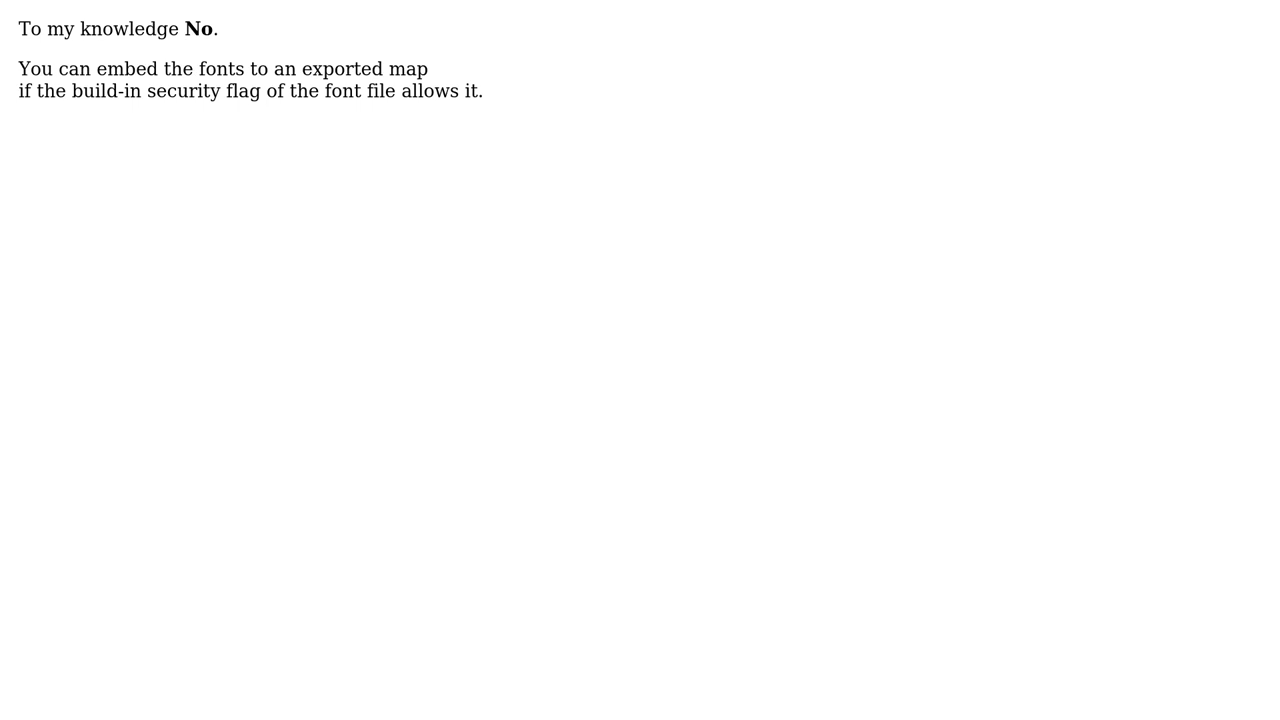 To my knowledge No.
You can embed the fonts to an exported map
if the build-in security flag of the font file allows it.